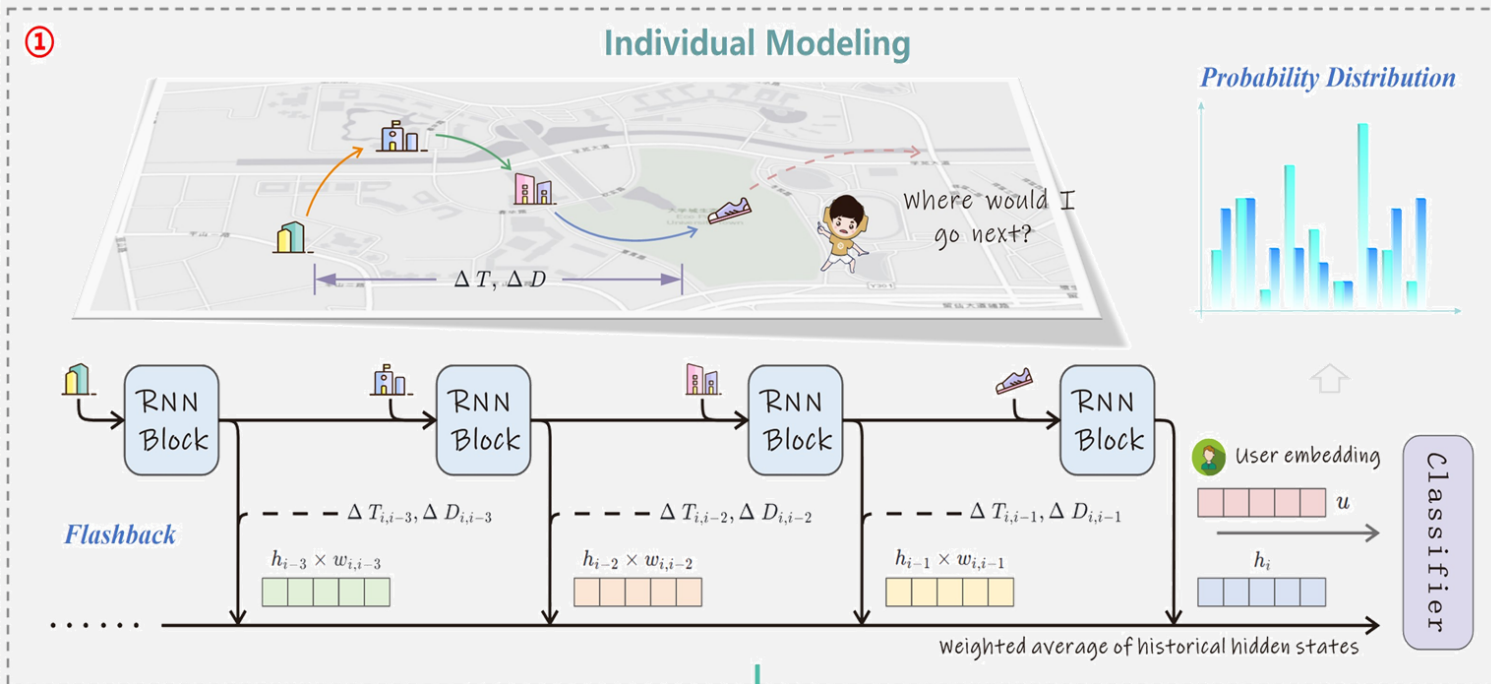 ①
Individual Modeling
Probability Distribution
Where would I
go next?
Δ T, Δ D
RNN
Block
RNN
Block
RNN
Block
RNN
Block
User embedding
u
Classifier
Flashback
Δ T_{i,i−3}, Δ D_{i,i−3}
Δ T_{i,i−2}, Δ D_{i,i−2}
Δ T_{i,i−1}, Δ D_{i,i−1}
h_{i−3} × w_{i,i−3}
h_{i−2} × w_{i,i−2}
h_{i−1} × w_{i,i−1}
h_i
......
Weighted average of historical hidden states